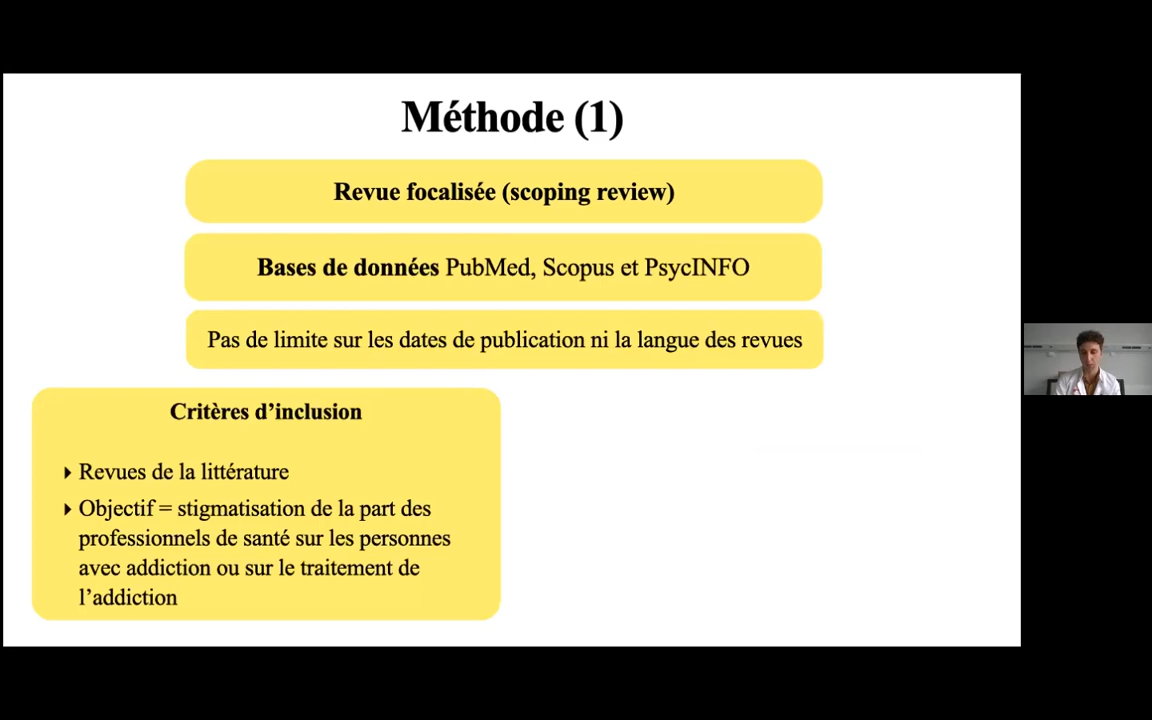 Méthode (1)
Revue focalisée (scoping review)
Bases de données PubMed, Scopus et PsycINFO
Pas de limite sur les dates de publication ni la langue des revues
Critères d’inclusion
Revues de la littérature
Objectif = stigmatisation de la part des
professionnels de santé sur les personnes
avec addiction ou sur le traitement de
l’addiction